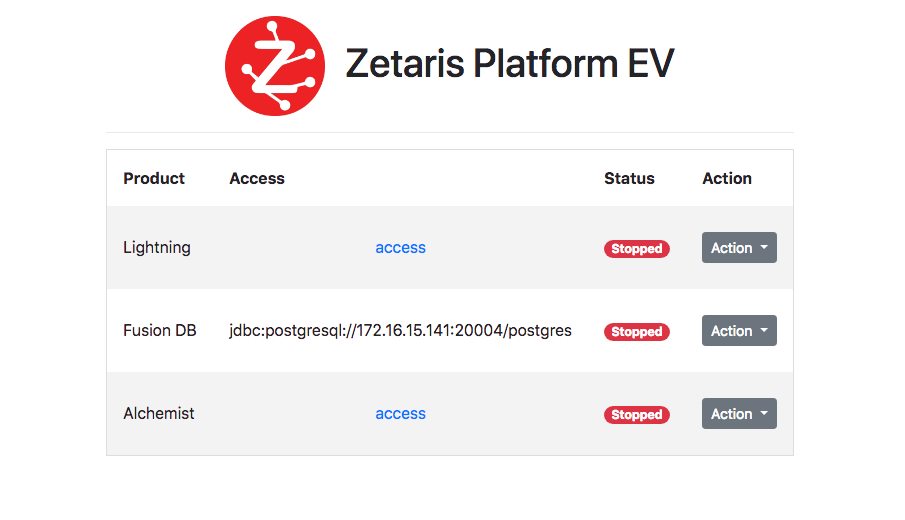 Z Zetaris Platform EV
Product Access Status Action
Lightning access Stopped Action
Fusion DB jdbc:postgresql://172.16.15.141:20004/postgres Stopped Action
Alchemist access Stopped Action